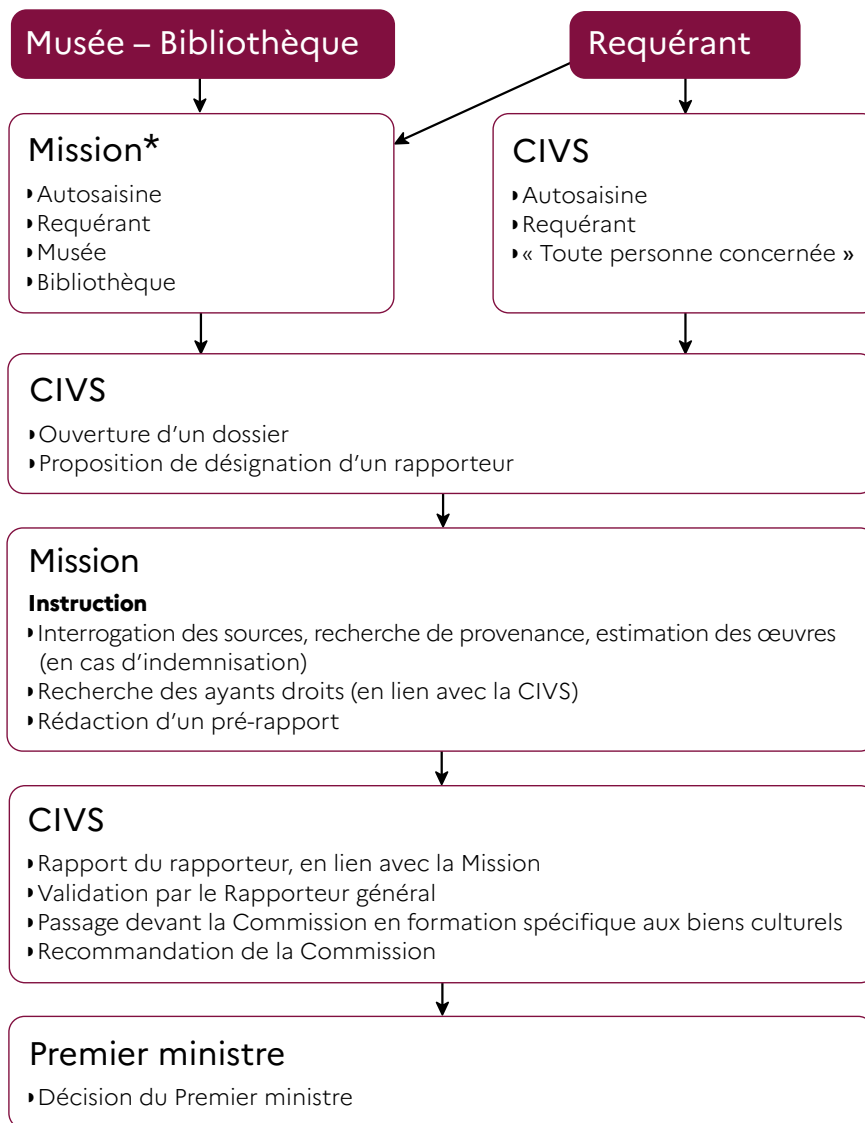 Musée – Bibliothèque
Requérant
Mission*
◗ Autosaisine
◗ Requérant
◗ Musée
◗ Bibliothèque
CIVS
◗ Autosaisine
◗ Requérant
◗ « Toute personne concernée »
CIVS
◗ Ouverture d’un dossier
◗ Proposition de désignation d’un rapporteur
Mission
Instruction
◗ Interrogation des sources, recherche de provenance, estimation des œuvres
(en cas d’indemnisation)
◗ Recherche des ayants droits (en lien avec la CIVS)
◗ Rédaction d’un pré-rapport
CIVS
◗ Rapport du rapporteur, en lien avec la Mission
◗ Validation par le Rapporteur général
◗ Passage devant la Commission en formation spécifique aux biens culturels
◗ Recommandation de la Commission
Premier ministre
◗ Décision du Premier ministre